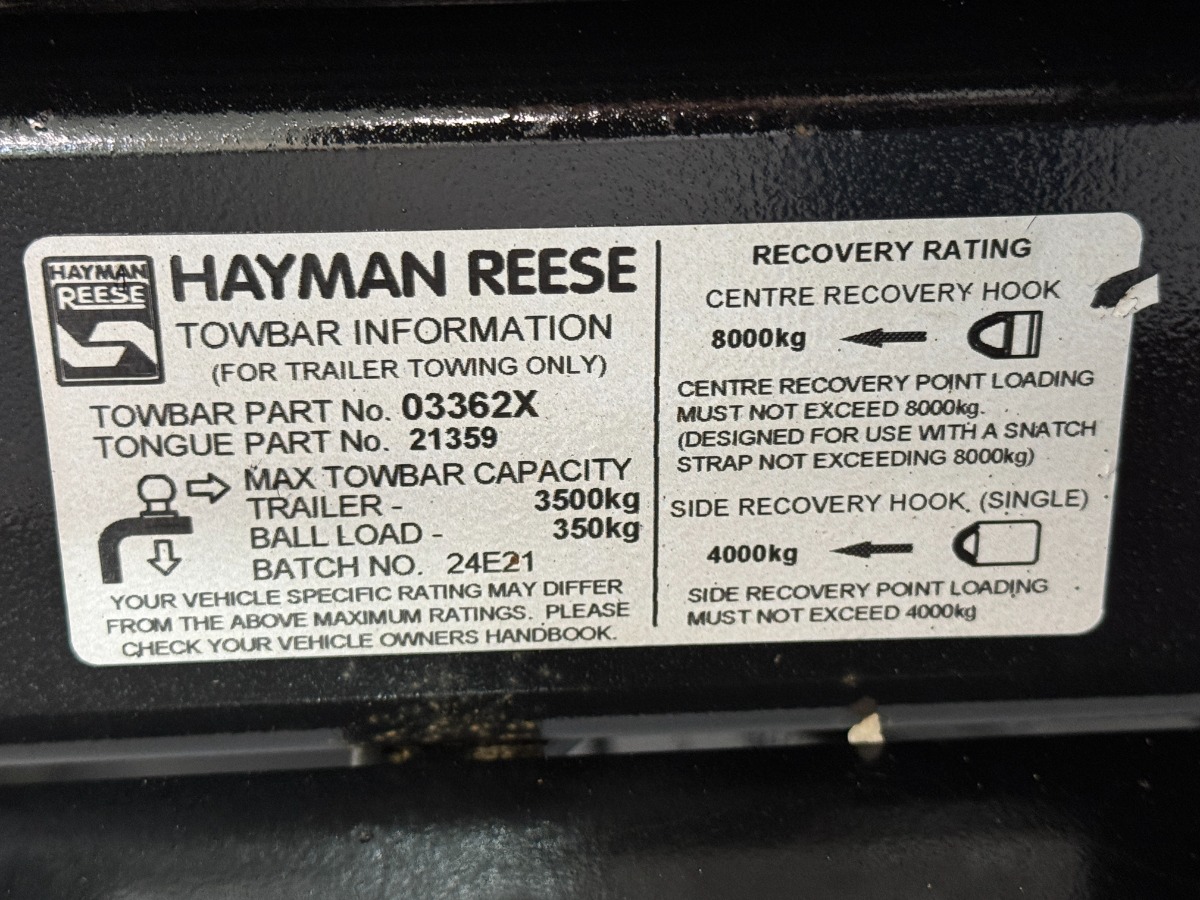 HAYMAN
REESE
HAYMAN REESE
TOWBAR INFORMATION
(FOR TRAILER TOWING ONLY)
TOWBAR PART No. 03362X
TONGUE PART No. 21359
MAX TOWBAR CAPACITY
TRAILER - 3500kg
BALL LOAD - 350kg
BATCH NO. 24E21
YOUR VEHICLE SPECIFIC RATING MAY DIFFER
FROM THE ABOVE MAXIMUM RATINGS. PLEASE
CHECK YOUR VEHICLE OWNERS HANDBOOK.
RECOVERY RATING
CENTRE RECOVERY HOOK
8000kg
CENTRE RECOVERY POINT LOADING
MUST NOT EXCEED 8000kg.
(DESIGNED FOR USE WITH A SNATCH
STRAP NOT EXCEEDING 8000kg)
SIDE RECOVERY HOOK (SINGLE)
4000kg
SIDE RECOVERY POINT LOADING
MUST NOT EXCEED 4000kg